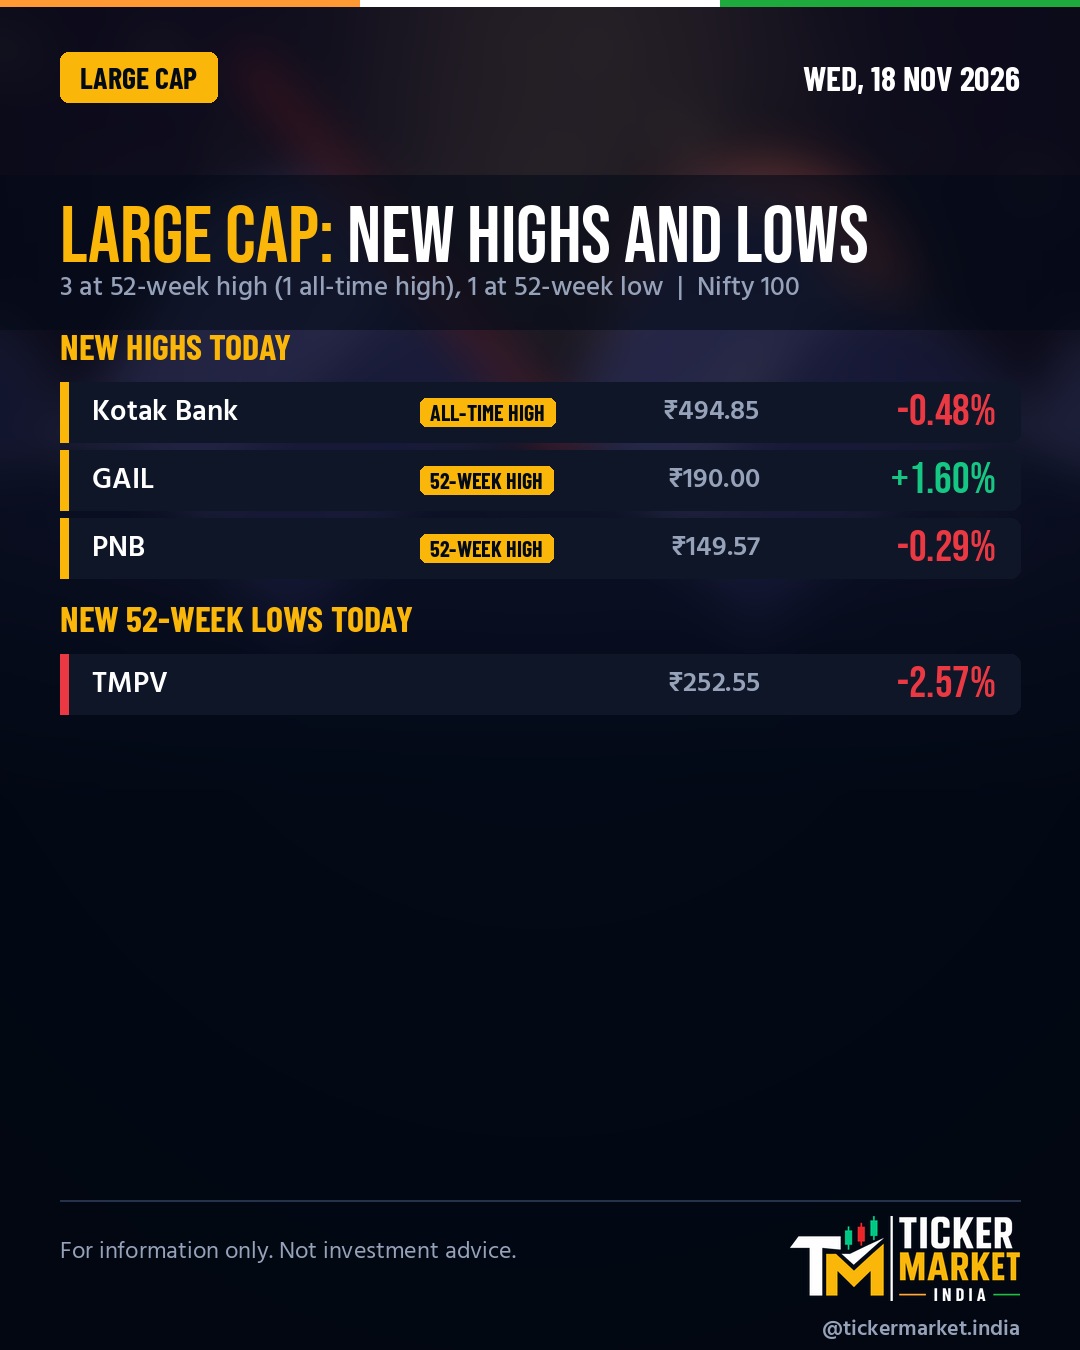 LARGE CAP
WED, 18 NOV 2026
LARGE CAP: NEW HIGHS AND LOWS
3 at 52-week high (1 all-time high), 1 at 52-week low | Nifty 100
NEW HIGHS TODAY
Kotak Bank ALL-TIME HIGH ₹494.85 -0.48%
GAIL 52-WEEK HIGH ₹190.00 +1.60%
PNB 52-WEEK HIGH ₹149.57 -0.29%
NEW 52-WEEK LOWS TODAY
TMPV ₹252.55 -2.57%
For information only. Not investment advice.
TM TICKER
MARKET
INDIA
@tickermarket.india